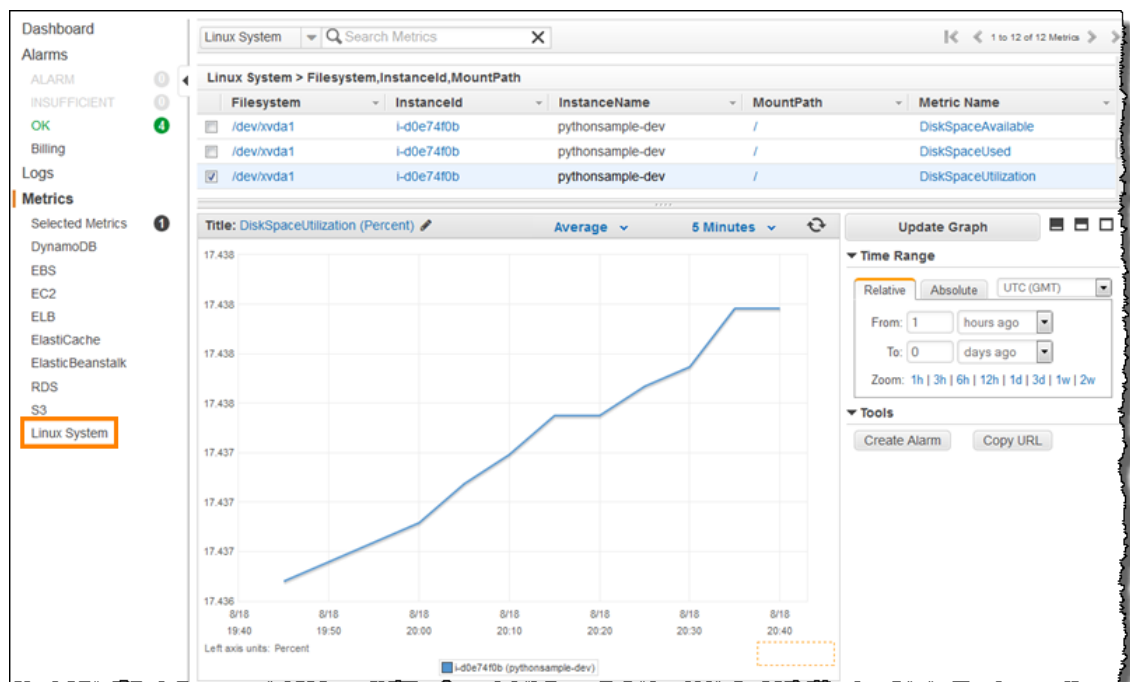 Dashboard
Alarms
ALARM 0
INSUFFICIENT 0
OK 4
Billing
Logs
Metrics
Selected Metrics 1
DynamoDB
EBS
EC2
ELB
ElastiCache
ElasticBeanstalk
RDS
S3
Linux System
Linux System Search Metrics
1 to 12 of 12 Metrics
Linux System > Filesystem,InstanceId,MountPath
Filesystem InstanceId InstanceName MountPath Metric Name
/dev/xvda1 i-d0e74f0b pythonsample-dev / DiskSpaceAvailable
/dev/xvda1 i-d0e74f0b pythonsample-dev / DiskSpaceUsed
/dev/xvda1 i-d0e74f0b pythonsample-dev / DiskSpaceUtilization
Title: DiskSpaceUtilization (Percent) Average 5 Minutes
17.438
17.438
17.438
17.438
17.437
17.437
17.437
17.436
8/18 8/18 8/18 8/18 8/18 8/18 8/18
19:40 19:50 20:00 20:10 20:20 20:30 20:40
Left axis units: Percent
i-d0e74f0b (pythonsample-dev)
Update Graph
Time Range
Relative Absolute UTC (GMT)
From: 1 hours ago
To: 0 days ago
Zoom: 1h | 3h | 6h | 12h | 1d | 3d | 1w | 2w
Tools
Create Alarm Copy URL